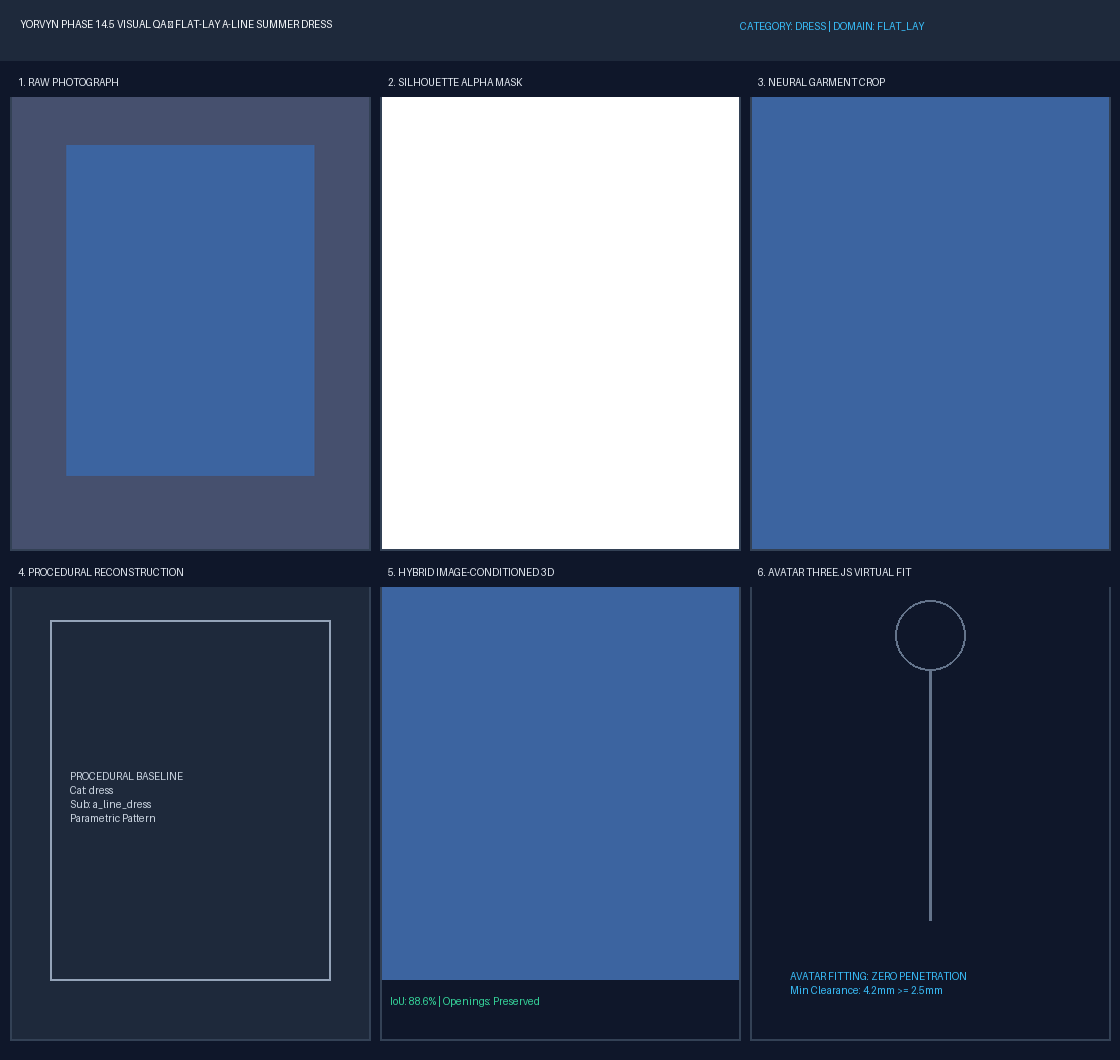 YORVYN PHASE 14.5 VISUAL QA▯ FLAT-LAY A-LINE SUMMER DRESS
CATEGORY: DRESS | DOMAIN: FLAT_LAY
1. RAW PHOTOGRAPH
2. SILHOUETTE ALPHA MASK
3. NEURAL GARMENT CROP
4. PROCEDURAL RECONSTRUCTION
5. HYBRID IMAGE-CONDITIONED 3D
6. AVATAR THREE.JS VIRTUAL FIT
PROCEDURAL BASELINE
Cat: dress
Sub: a_line_dress
Parametric Pattern
IoU: 88.6% | Openings: Preserved
AVATAR FITTING: ZERO PENETRATION
Min Clearance: 4.2mm >= 2.5mm